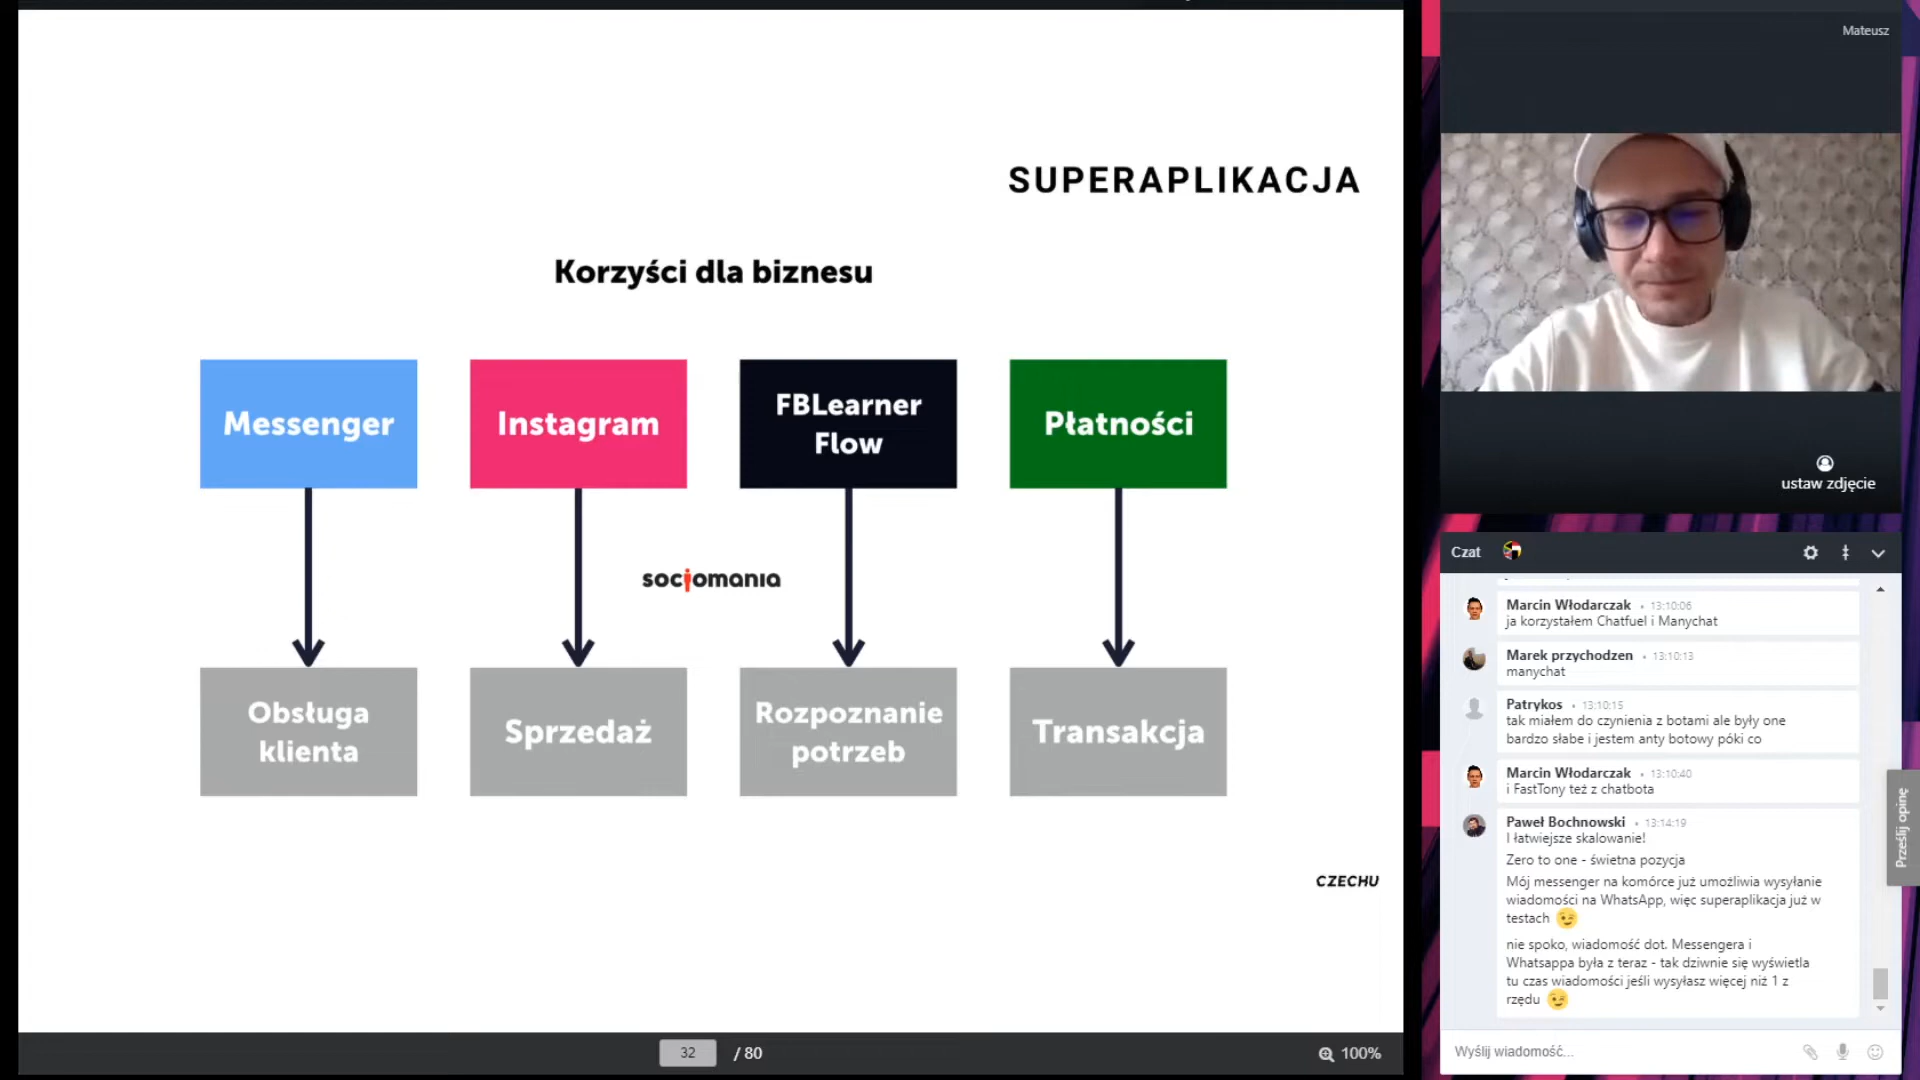 SUPERAPLIKACJA
Korzyści dla biznesu
Messenger
Instagram
FBLearner
Flow
Płatności
socjomania
Obsługa
klienta
Sprzedaż
Rozpoznanie
potrzeb
Transakcja
CZECHU
32 / 80
100%
Mateusz
ustaw zdjęcie
Czat
Marcin Włodarczak • 13:10:06
ja korzystałem Chatfuel i Manychat
Marek przychodzen • 13:10:13
manychat
Patrykos • 13:10:15
tak miałem do czynienia z botami ale były one
bardzo słabe i jestem anty botowy póki co
Marcin Włodarczak • 13:10:40
i FastTony też z chatbota
Paweł Bochnowski • 13:14:19
I łatwiejsze skalowanie!
Zero to one - świetna pozycja
Mój messenger na komórce już umożliwia wysyłanie
wiadomości na WhatsApp, więc superaplikacja już w
testach 😉
nie spoko, wiadomość dot. Messengera i
Whatsappa była z teraz - tak dziwnie się wyświetla
tu czas wiadomości jeśli wysyłasz więcej niż 1 z
rzędu 😉
Prześlij opinę
Wyślij wiadomość...